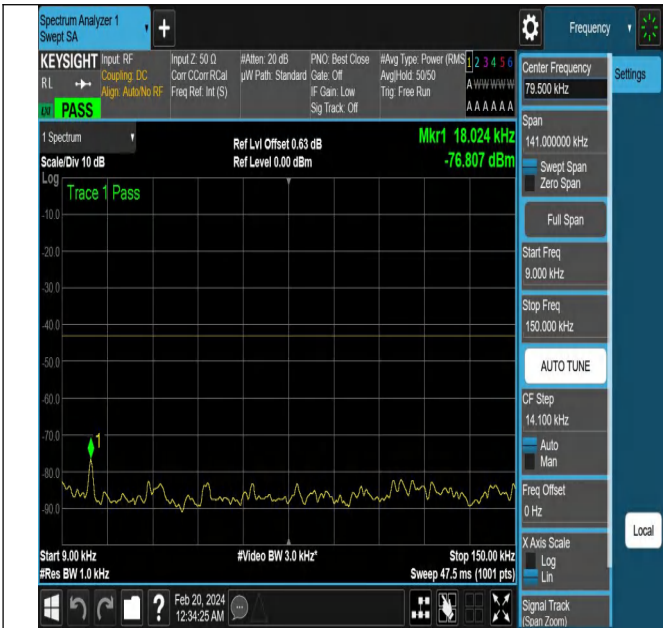 Spectrum Analyzer 1
Swept SA
+
Frequency
KEYSIGHT
RL
LXI
PASS
Input: RF
Coupling: DC
Align: Auto/No RF
Input Z: 50 Ω
Corr CCorr RCal
Freq Ref: Int (S)
#Atten: 20 dB
µW Path: Standard
PNO: Best Close
Gate: Off
IF Gain: Low
Sig Track: Off
#Avg Type: Power (RMS
Avg|Hold: 50/50
Trig: Free Run
1 2 3 4 5 6
A W W W W W
A A A A A A
1 Spectrum
Scale/Div 10 dB
Ref Lvl Offset 0.63 dB
Ref Level 0.00 dBm
Mkr1 18.024 kHz
-76.807 dBm
Log
Trace 1 Pass
-10.0
-20.0
-30.0
-40.0
-50.0
-60.0
-70.0
-80.0
-90.0
1
Start 9.00 kHz
#Res BW 1.0 kHz
#Video BW 3.0 kHz*
Stop 150.00 kHz
Sweep 47.5 ms (1001 pts)
Center Frequency
79.500 kHz
Settings
Span
141.000000 kHz
Swept Span
Zero Span
Full Span
Start Freq
9.000 kHz
Stop Freq
150.000 kHz
AUTO TUNE
CF Step
14.100 kHz
Auto
Man
Freq Offset
0 Hz
X Axis Scale
Log
Lin
Local
Signal Track
(Span Zoom)
?
Feb 20, 2024
12:34:25 AM